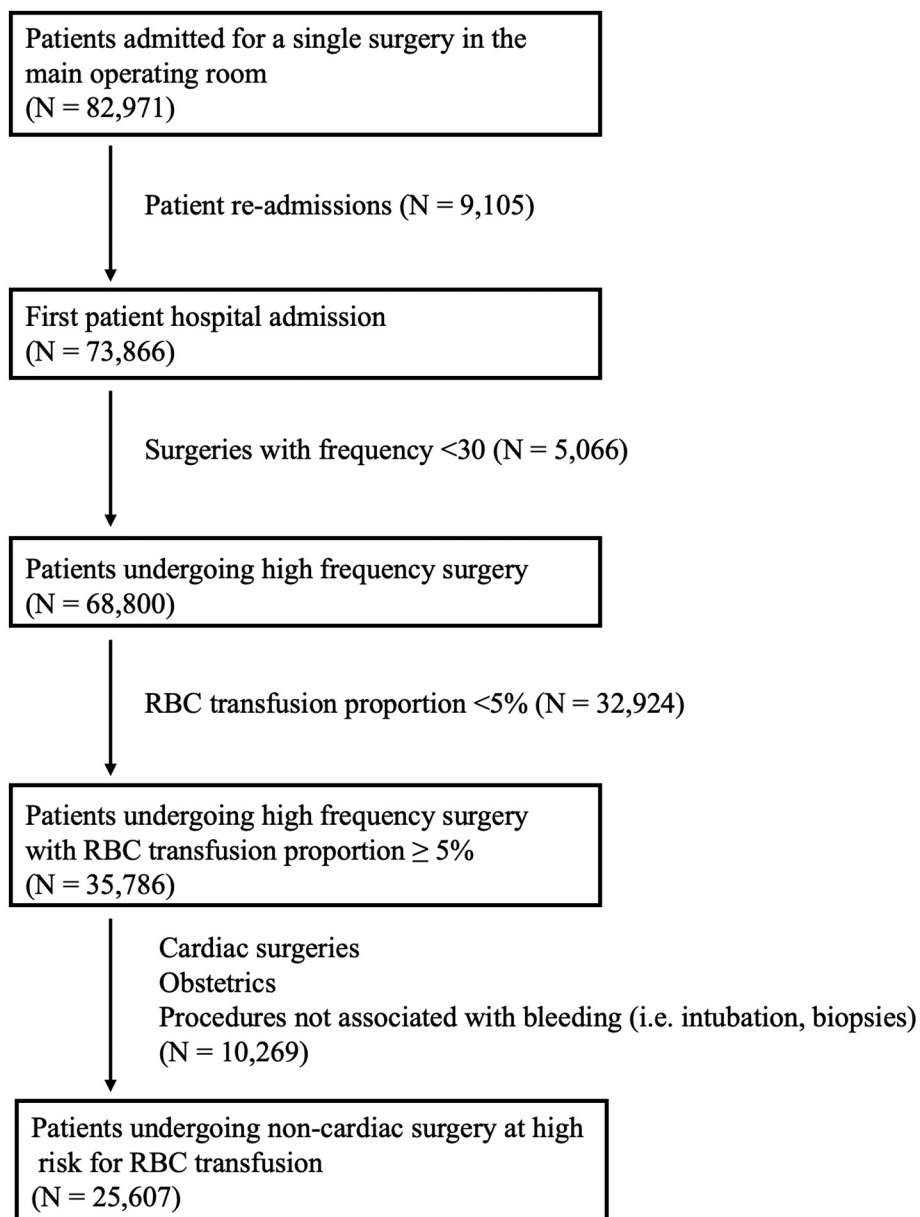 Patients admitted for a single surgery in the
main operating room
(N = 82,971)
Patient re-admissions (N = 9,105)
First patient hospital admission
(N = 73,866)
Surgeries with frequency <30 (N = 5,066)
Patients undergoing high frequency surgery
(N = 68,800)
RBC transfusion proportion <5% (N = 32,924)
Patients undergoing high frequency surgery
with RBC transfusion proportion ≥ 5%
(N = 35,786)
Cardiac surgeries
Obstetrics
Procedures not associated with bleeding (i.e. intubation, biopsies)
(N = 10,269)
Patients undergoing non-cardiac surgery at high
risk for RBC transfusion
(N = 25,607)